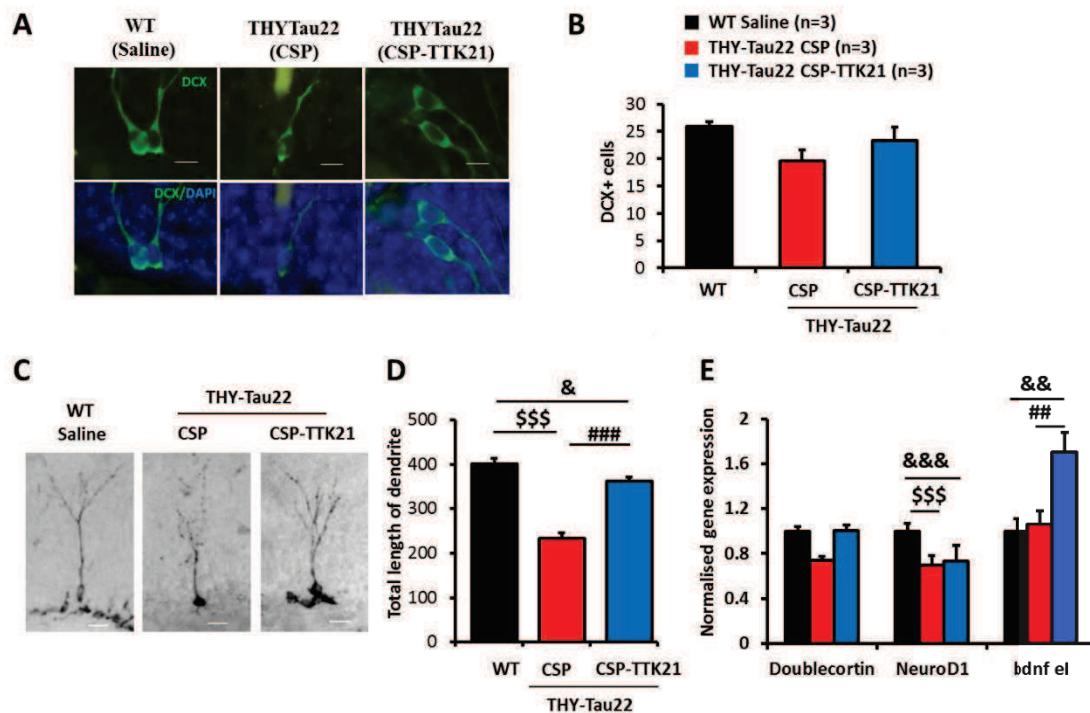 A
WT
(Saline)
THYTau22
(CSP)
THYTau22
(CSP-TTK21)
DCX
DCX/DAPI
B
WT Saline (n=3)
THY-Tau22 CSP (n=3)
THY-Tau22 CSP-TTK21 (n=3)
DCX+ cells
30
25
20
15
10
5
0
WT
CSP
CSP-TTK21
THY-Tau22
C
WT
Saline
THY-Tau22
CSP
CSP-TTK21
D
Total length of dendrite
500
400
300
200
100
0
&
$$$
###
WT
CSP
CSP-TTK21
THY-Tau22
E
Normalised gene expression
2
1.6
1.2
0.8
0.4
0
&&&
$$$
&&
##
Doublecortin
NeuroD1
bdnf eI